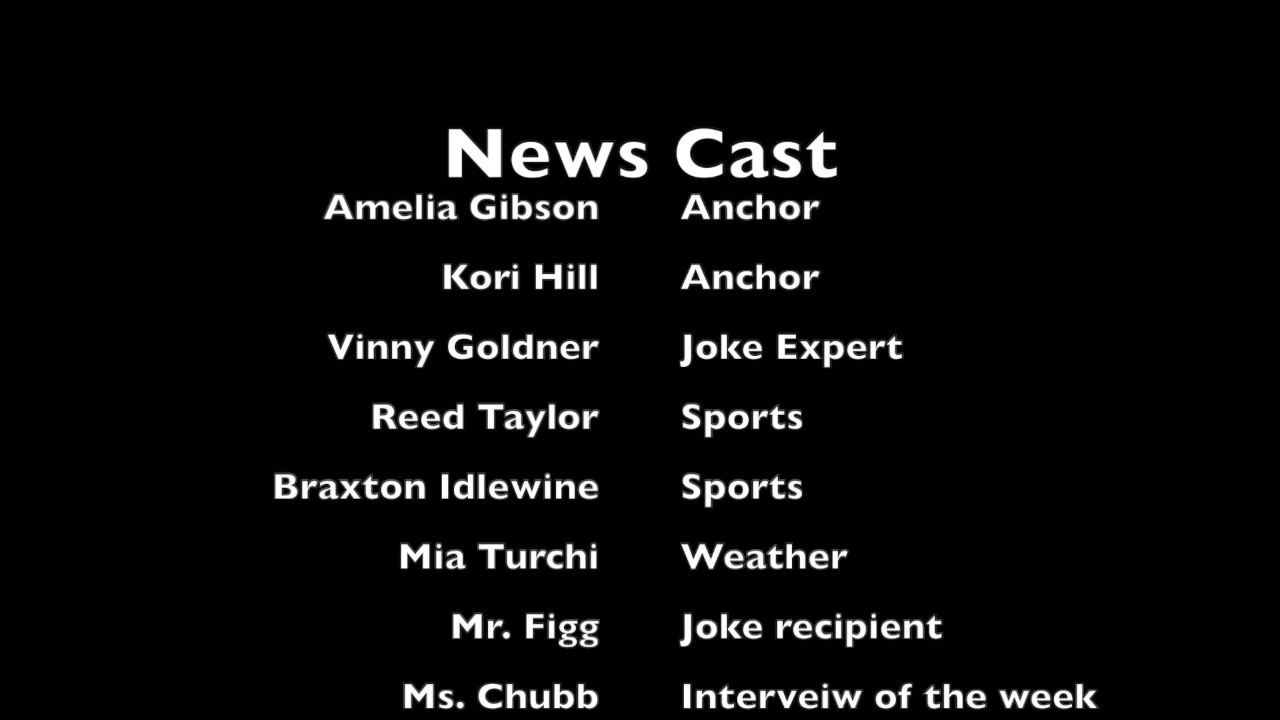 News Cast
Amelia Gibson Anchor
Kori Hill Anchor
Vinny Goldner Joke Expert
Reed Taylor Sports
Braxton Idlewine Sports
Mia Turchi Weather
Mr. Figg Joke recipient
Ms. Chubb Interveiw of the week